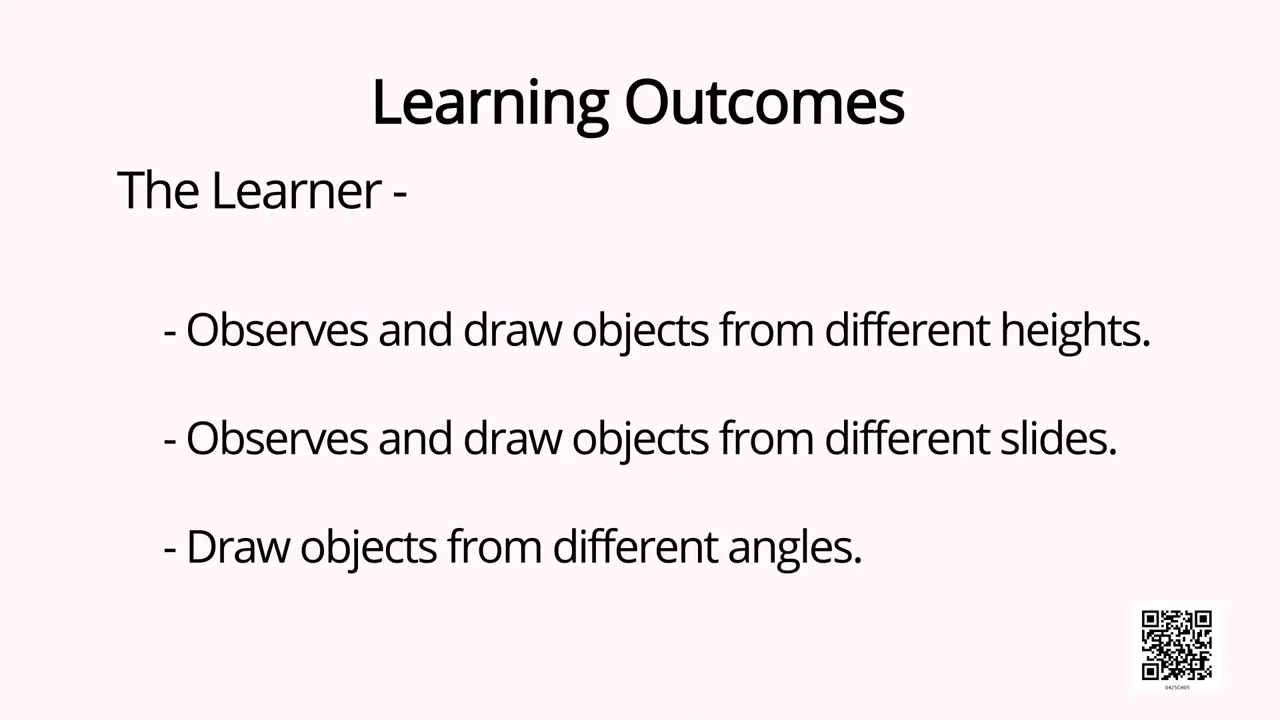 Learning Outcomes
The Learner -
- Observes and draw objects from different heights.
- Observes and draw objects from different slides.
- Draw objects from different angles.
0425CH05